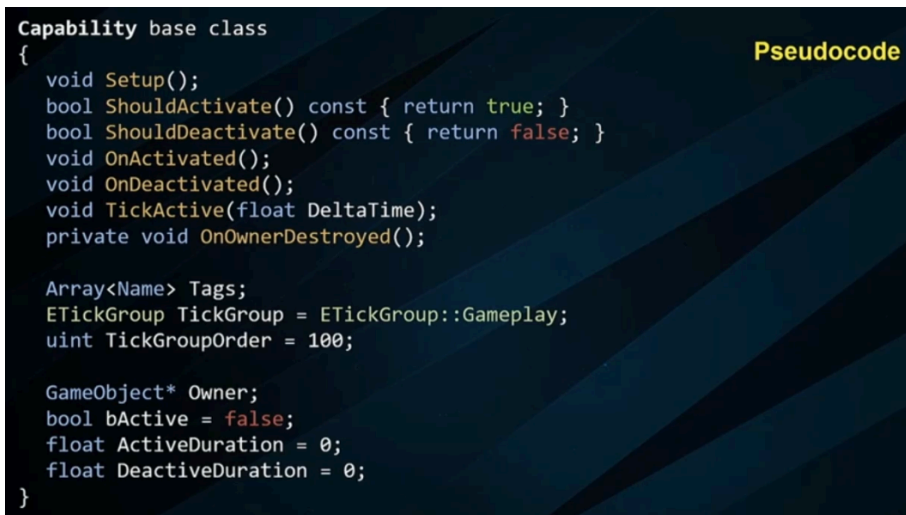 Capability base class
Pseudocode
{
void Setup();
bool ShouldActivate() const { return true; }
bool ShouldDeactivate() const { return false; }
void OnActivated();
void OnDeactivated();
void TickActive(float DeltaTime);
private void OnOwnerDestroyed();
Array<Name> Tags;
ETickGroup TickGroup = ETickGroup::Gameplay;
uint TickGroupOrder = 100;
GameObject* Owner;
bool bActive = false;
float ActiveDuration = 0;
float DeactiveDuration = 0;
}